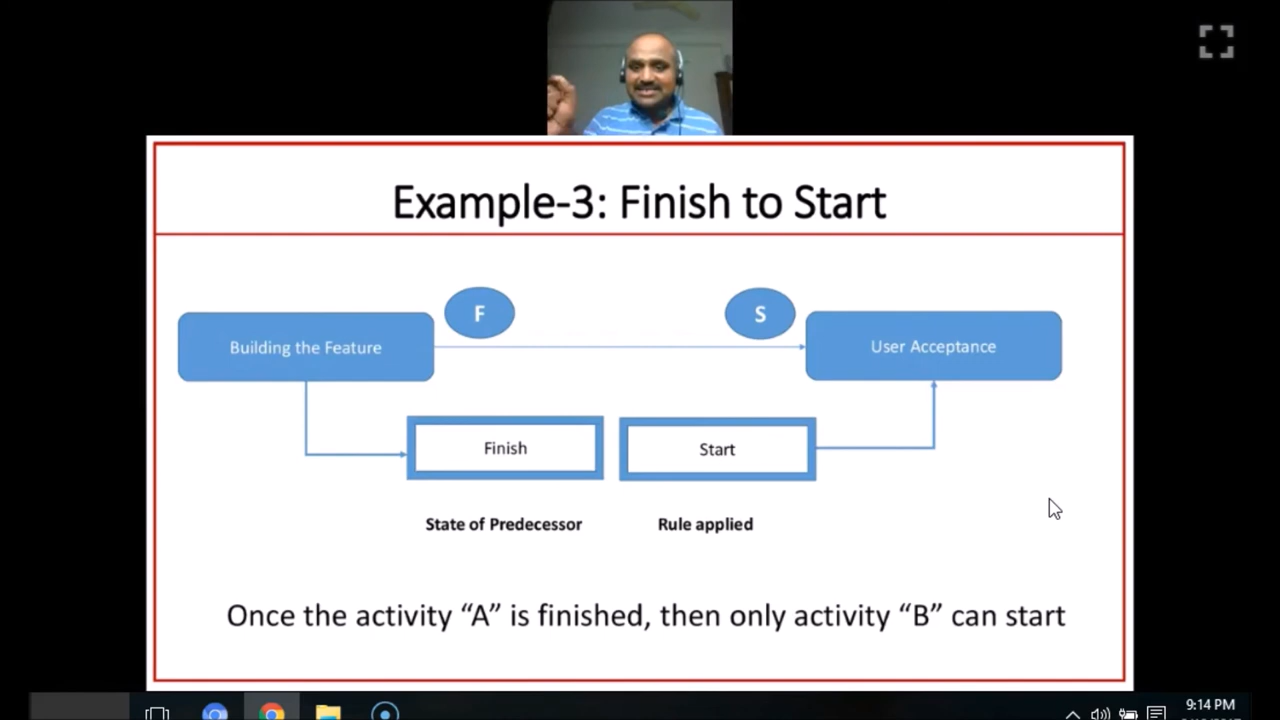 Example-3: Finish to Start
F
S
Building the Feature
User Acceptance
Finish
Start
State of Predecessor
Rule applied
Once the activity “A” is finished, then only activity “B” can start
9:14 PM